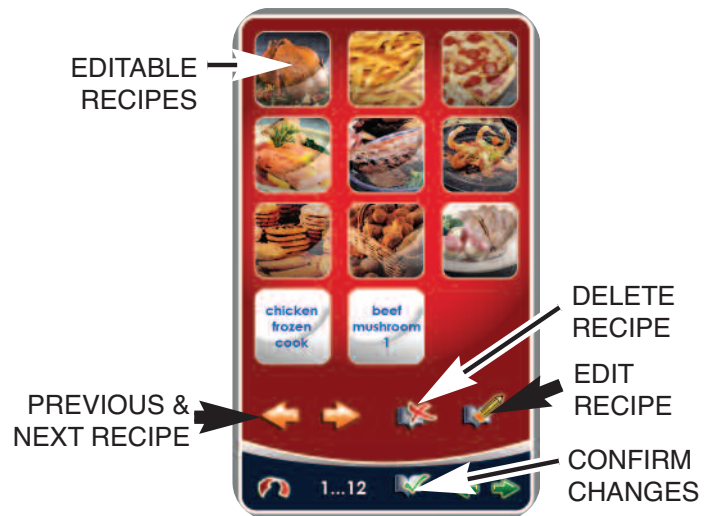 EDITABLE
RECIPES
chicken
frozen
cook
beef
mushroom
1
DELETE
RECIPE
EDIT
RECIPE
PREVIOUS &
NEXT RECIPE
1...12
CONFIRM
CHANGES